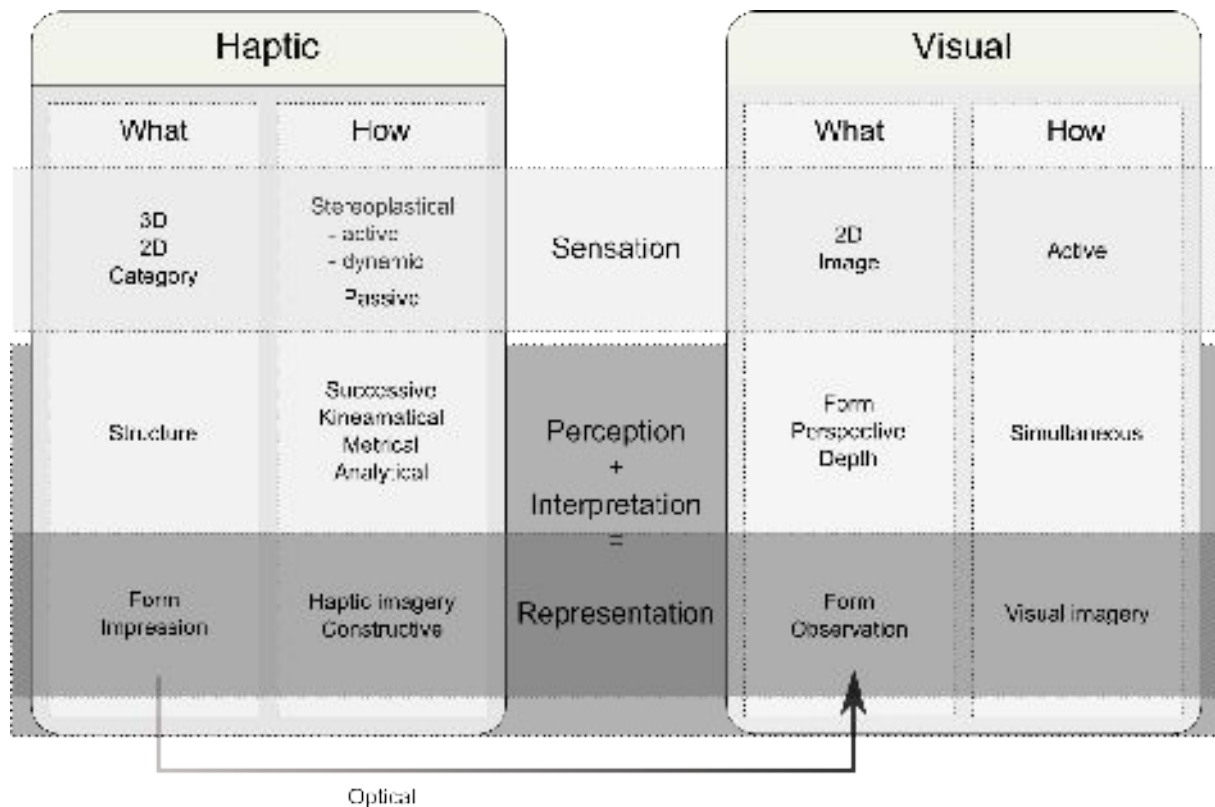 Haptic
Visual
What
How
What
How
3D
2D
Category
Stereoplastical
- active
- dynamic
Passive
Sensation
2D
Image
Active
Structure
Successive
Kineamatical
Metrical
Analytical
Perception
+
Interpretation
=
Form
Perspective
Depth
Simultaneous
Form
Impression
Haptic imagery
Constructive
Representation
Form
Observation
Visual imagery
Optical